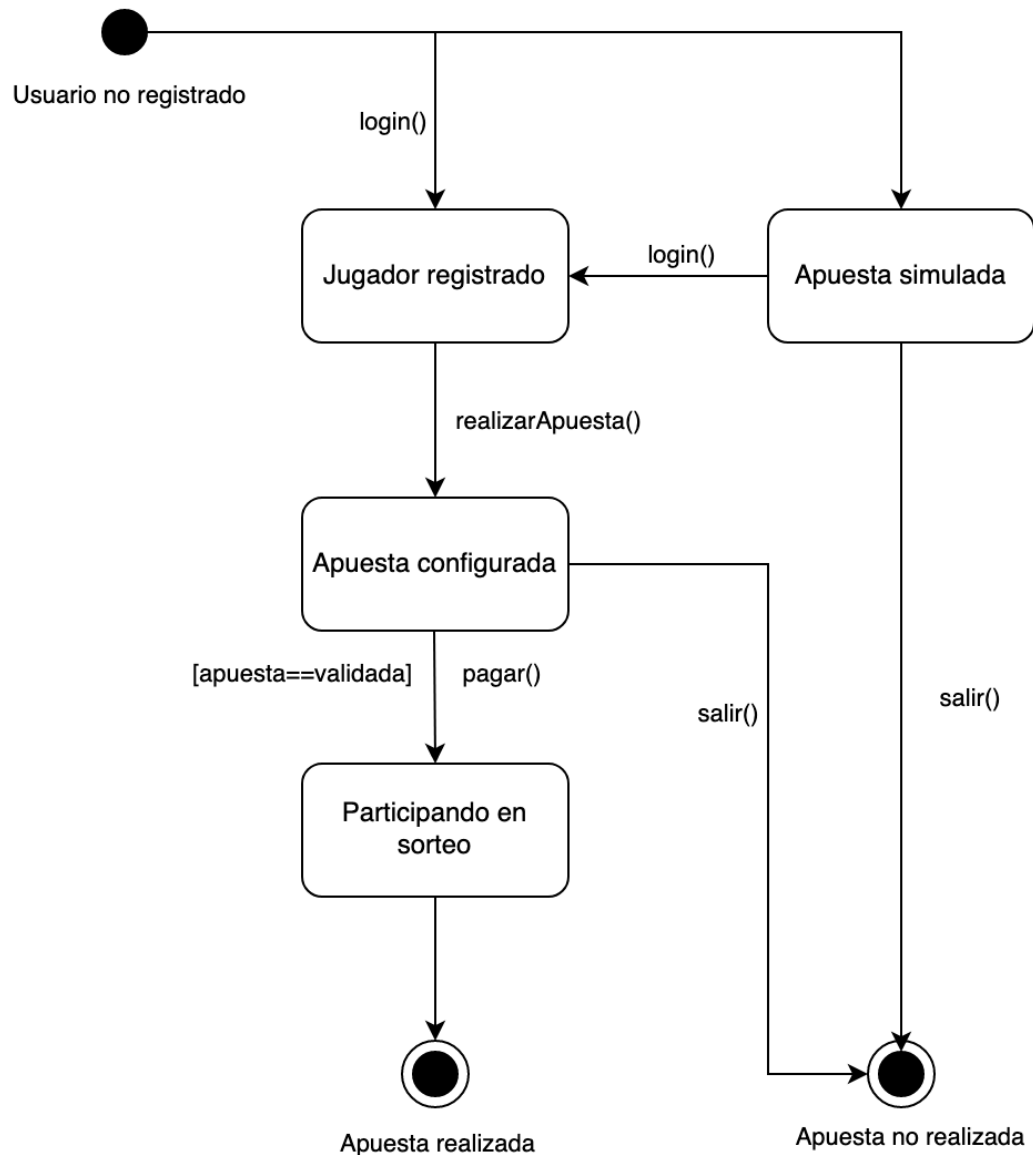 Usuario no registrado
login()
Jugador registrado
login()
Apuesta simulada
realizarApuesta()
Apuesta configurada
[apuesta==validada]
pagar()
salir()
salir()
Participando en
sorteo
Apuesta realizada
Apuesta no realizada